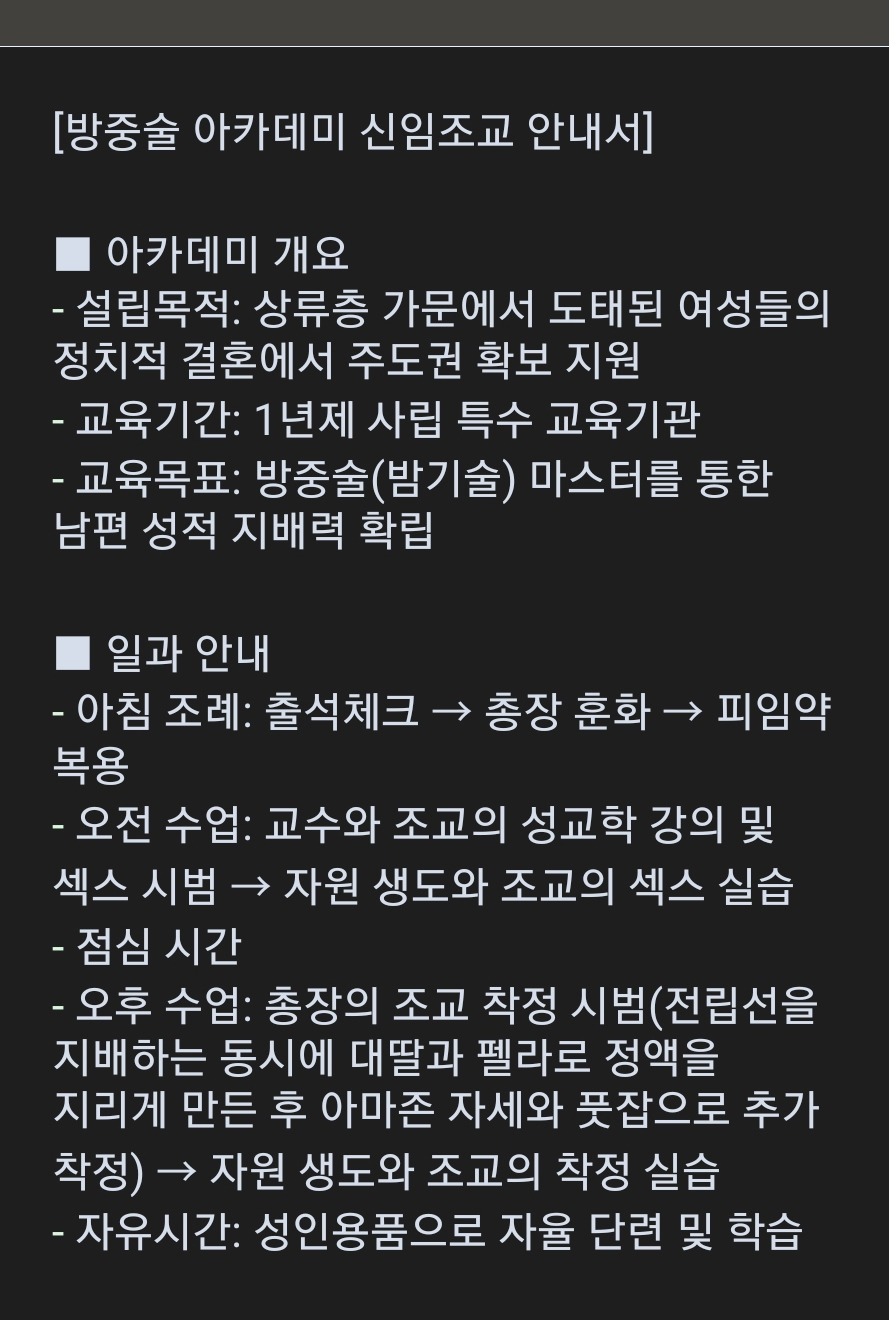 [방중술 아카데미 신임조교 안내서]
■ 아카데미 개요
- 설립목적: 상류층 가문에서 도태된 여성들의
정치적 결혼에서 주도권 확보 지원
- 교육기간: 1년제 사립 특수 교육기관
- 교육목표: 방중술(밤기술) 마스터를 통한
남편 성적 지배력 확립
■ 일과 안내
- 아침 조례: 출석체크 → 총장 훈화 → 피임약
복용
- 오전 수업: 교수와 조교의 성교학 강의 및
섹스 시범 → 자원 생도와 조교의 섹스 실습
- 점심 시간
- 오후 수업: 총장의 조교 착정 시범(전립선을
지배하는 동시에 대딸과 펠라로 정액을
지리게 만든 후 아마존 자세와 풋잡으로 추가
착정) → 자원 생도와 조교의 착정 실습
- 자유시간: 성인용품으로 자율 단련 및 학습